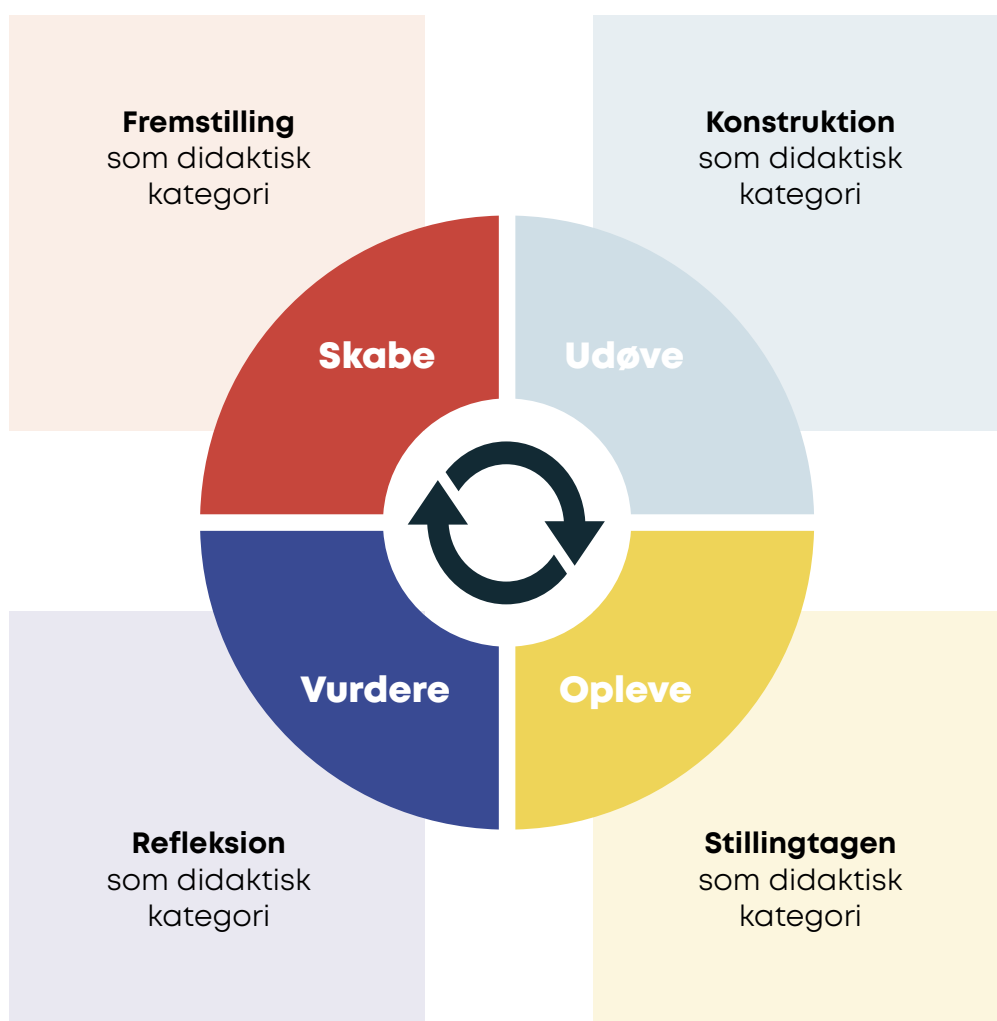 Fremstilling
som didaktisk
kategori
Konstruktion
som didaktisk
kategori
Skabe
Udøve
Vurdere
Opleve
Refleksion
som didaktisk
kategori
Stillingtagen
som didaktisk
kategori